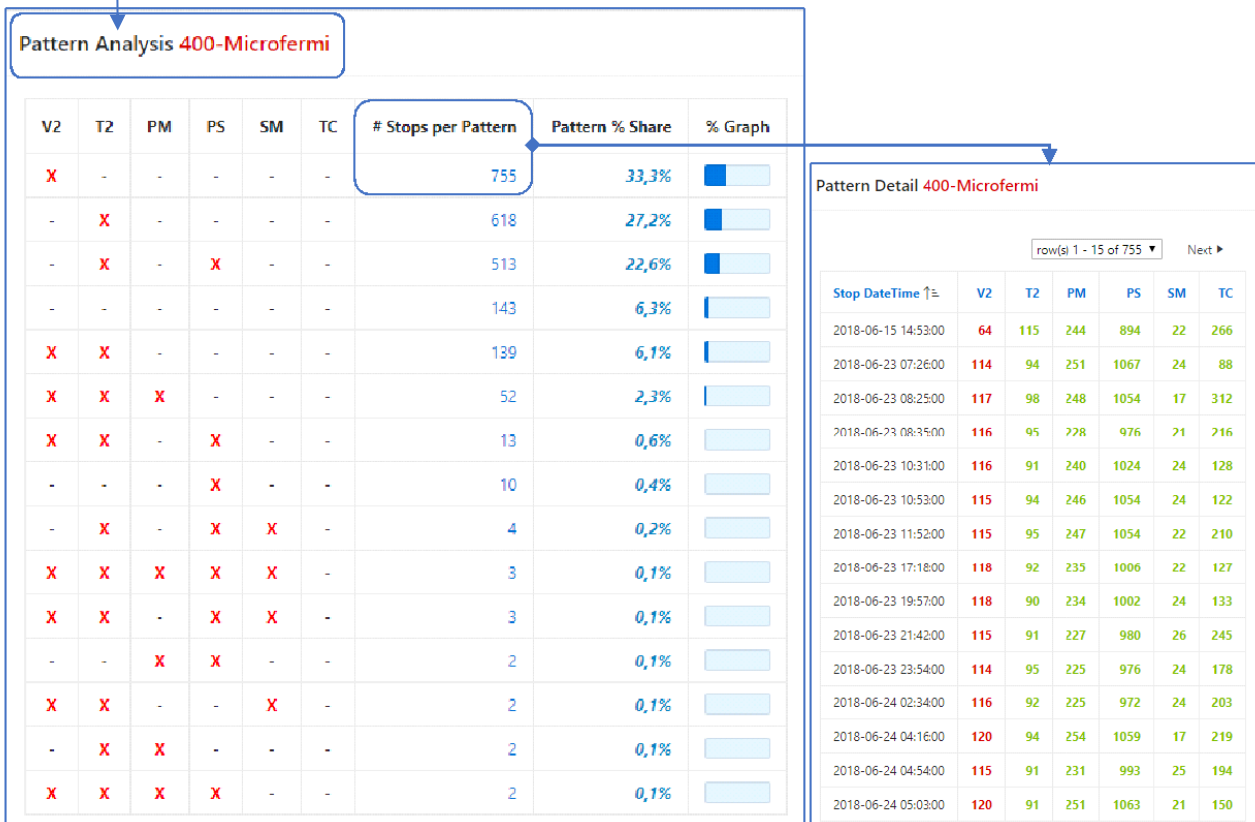 Pattern Analysis 400-Microfermi
V2 T2 PM PS SM TC # Stops per Pattern Pattern % Share % Graph
X - - - - - 755 33,3%
- X - - - - 618 27,2%
- X - X - - 513 22,6%
- - - - - - 143 6,3%
X X - - - - 139 6,1%
X X X - - - 52 2,3%
X X - X - - 13 0,6%
- - - X - - 10 0,4%
- X - X X - 4 0,2%
X X X X X - 3 0,1%
X X - X X - 3 0,1%
- - X X - - 2 0,1%
X X - - X - 2 0,1%
- X X - - - 2 0,1%
X X X X - - 2 0,1%
Pattern Detail 400-Microfermi
row(s) 1 - 15 of 755 ▼ Next ▶
Stop DateTime V2 T2 PM PS SM TC
2018-06-15 14:53:00 64 115 244 894 22 266
2018-06-23 07:26:00 114 94 251 1067 24 88
2018-06-23 08:25:00 117 98 248 1054 17 312
2018-06-23 08:35:00 116 95 228 976 21 216
2018-06-23 10:31:00 116 91 240 1024 24 128
2018-06-23 10:53:00 115 94 246 1054 24 122
2018-06-23 11:52:00 115 95 247 1054 22 210
2018-06-23 17:18:00 118 92 235 1006 22 127
2018-06-23 19:57:00 118 90 234 1002 24 133
2018-06-23 21:42:00 115 91 227 980 26 245
2018-06-23 23:54:00 114 95 225 976 24 178
2018-06-24 02:34:00 116 92 225 972 24 203
2018-06-24 04:16:00 120 94 254 1059 17 219
2018-06-24 04:54:00 115 91 231 993 25 194
2018-06-24 05:03:00 120 91 251 1063 21 150